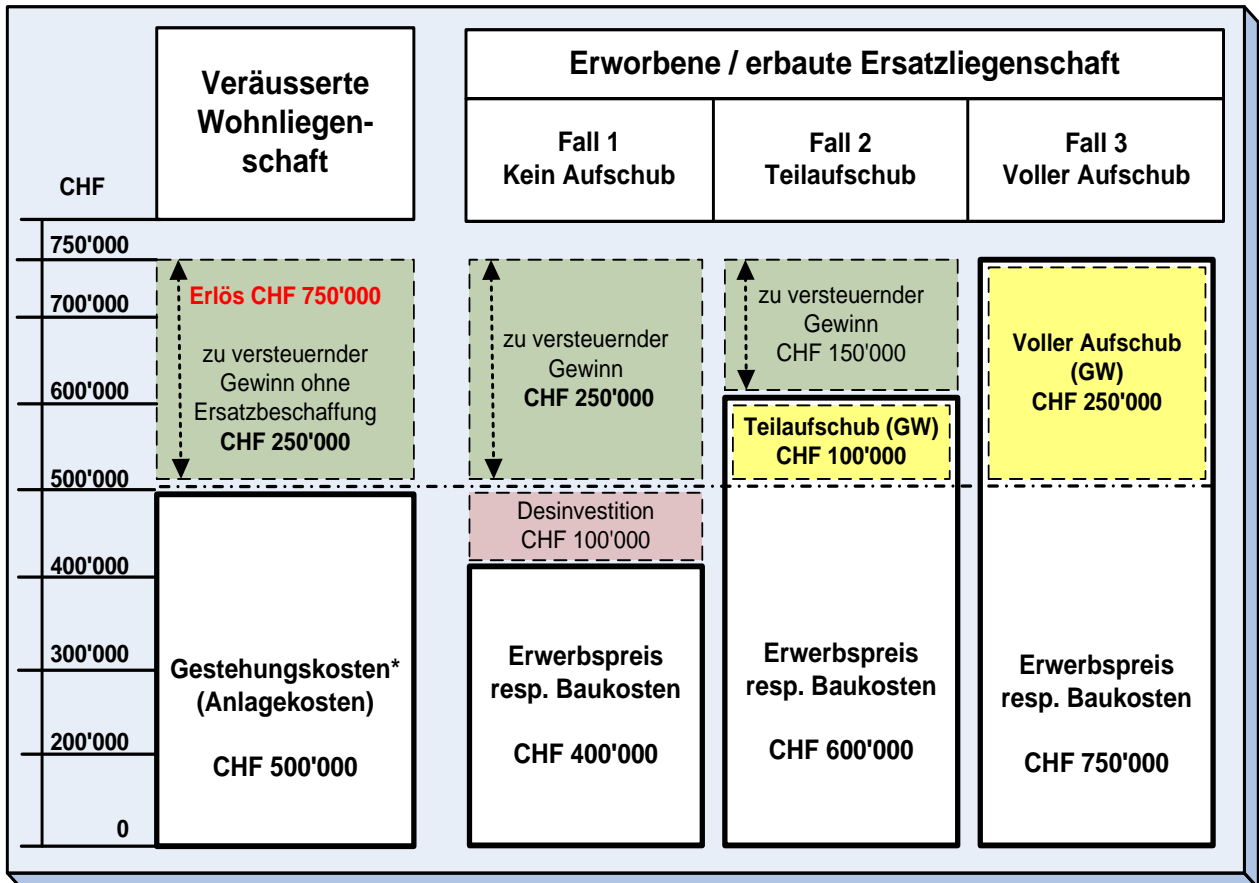 Veräusserte
Wohnliegen-
schaft
Erworbene / erbaute Ersatzliegenschaft
Fall 1
Kein Aufschub
Fall 2
Teilaufschub
Fall 3
Voller Aufschub
CHF
750'000
700'000
600'000
500'000
400'000
300'000
200'000
0
Erlös CHF 750'000
zu versteuernder
Gewinn ohne
Ersatzbeschaffung
CHF 250'000
Gestehungskosten*
(Anlagekosten)
CHF 500'000
zu versteuernder
Gewinn
CHF 250'000
Desinvestition
CHF 100'000
Erwerbspreis
resp. Baukosten
CHF 400'000
zu versteuernder
Gewinn
CHF 150'000
Teilaufschub (GW)
CHF 100'000
Erwerbspreis
resp. Baukosten
CHF 600'000
Voller Aufschub
(GW)
CHF 250'000
Erwerbspreis
resp. Baukosten
CHF 750'000